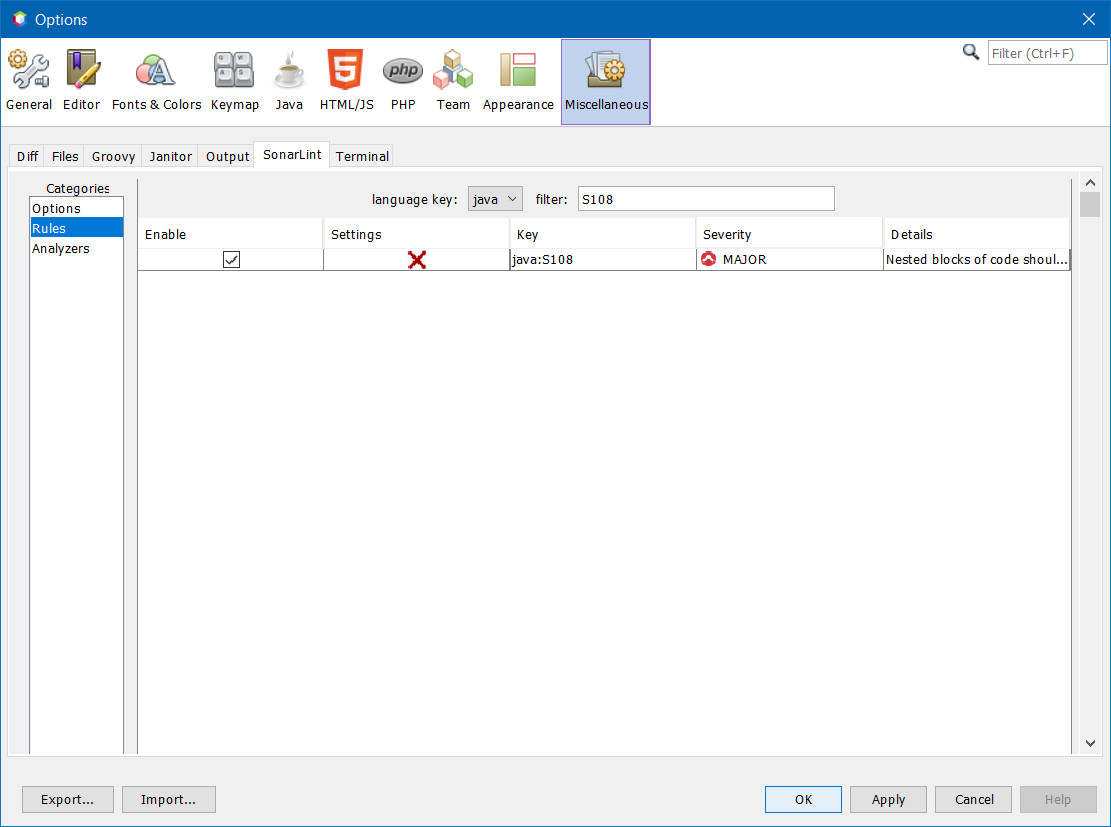 Options
Filter (Ctrl+F)
General Editor Fonts & Colors Keymap Java HTML/JS PHP Team Appearance Miscellaneous
Diff Files Groovy Janitor Output SonarLint Terminal
Categories
Options
Rules
Analyzers
language key: java filter: S108
Enable Settings Key Severity Details
java:S108 MAJOR Nested blocks of code shoul...
Export... Import... OK Apply Cancel Help